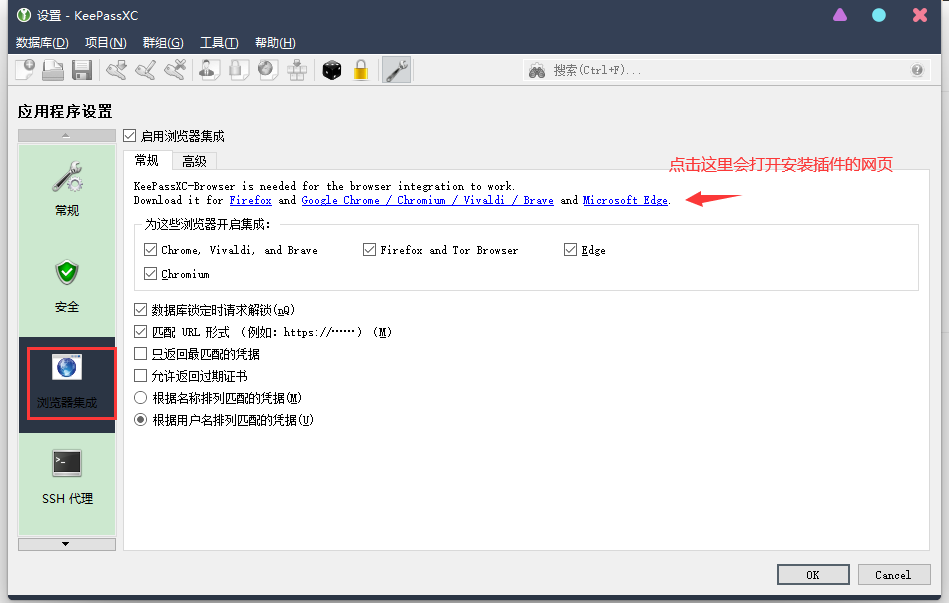 设置 - KeePassXC
数据库(D) 项目(N) 群组(G) 工具(T) 帮助(H)
搜索(Ctrl+F)...
应用程序设置
常规
安全
浏览器集成
SSH 代理
启用浏览器集成
常规 高级
点击这里会打开安装插件的网页
KeePassXC-Browser is needed for the browser integration to work.
Download it for Firefox and Google Chrome / Chromium / Vivaldi / Brave and Microsoft Edge.
为这些浏览器开启集成:
Chrome, Vivaldi, and Brave Firefox and Tor Browser Edge
Chromium
数据库锁定时请求解锁(nQ)
匹配 URL 形式 (例如: https://……) (M)
只返回最匹配的凭据
允许返回过期证书
根据名称排列匹配的凭据(M)
根据用户名排列匹配的凭据(U)
OK Cancel